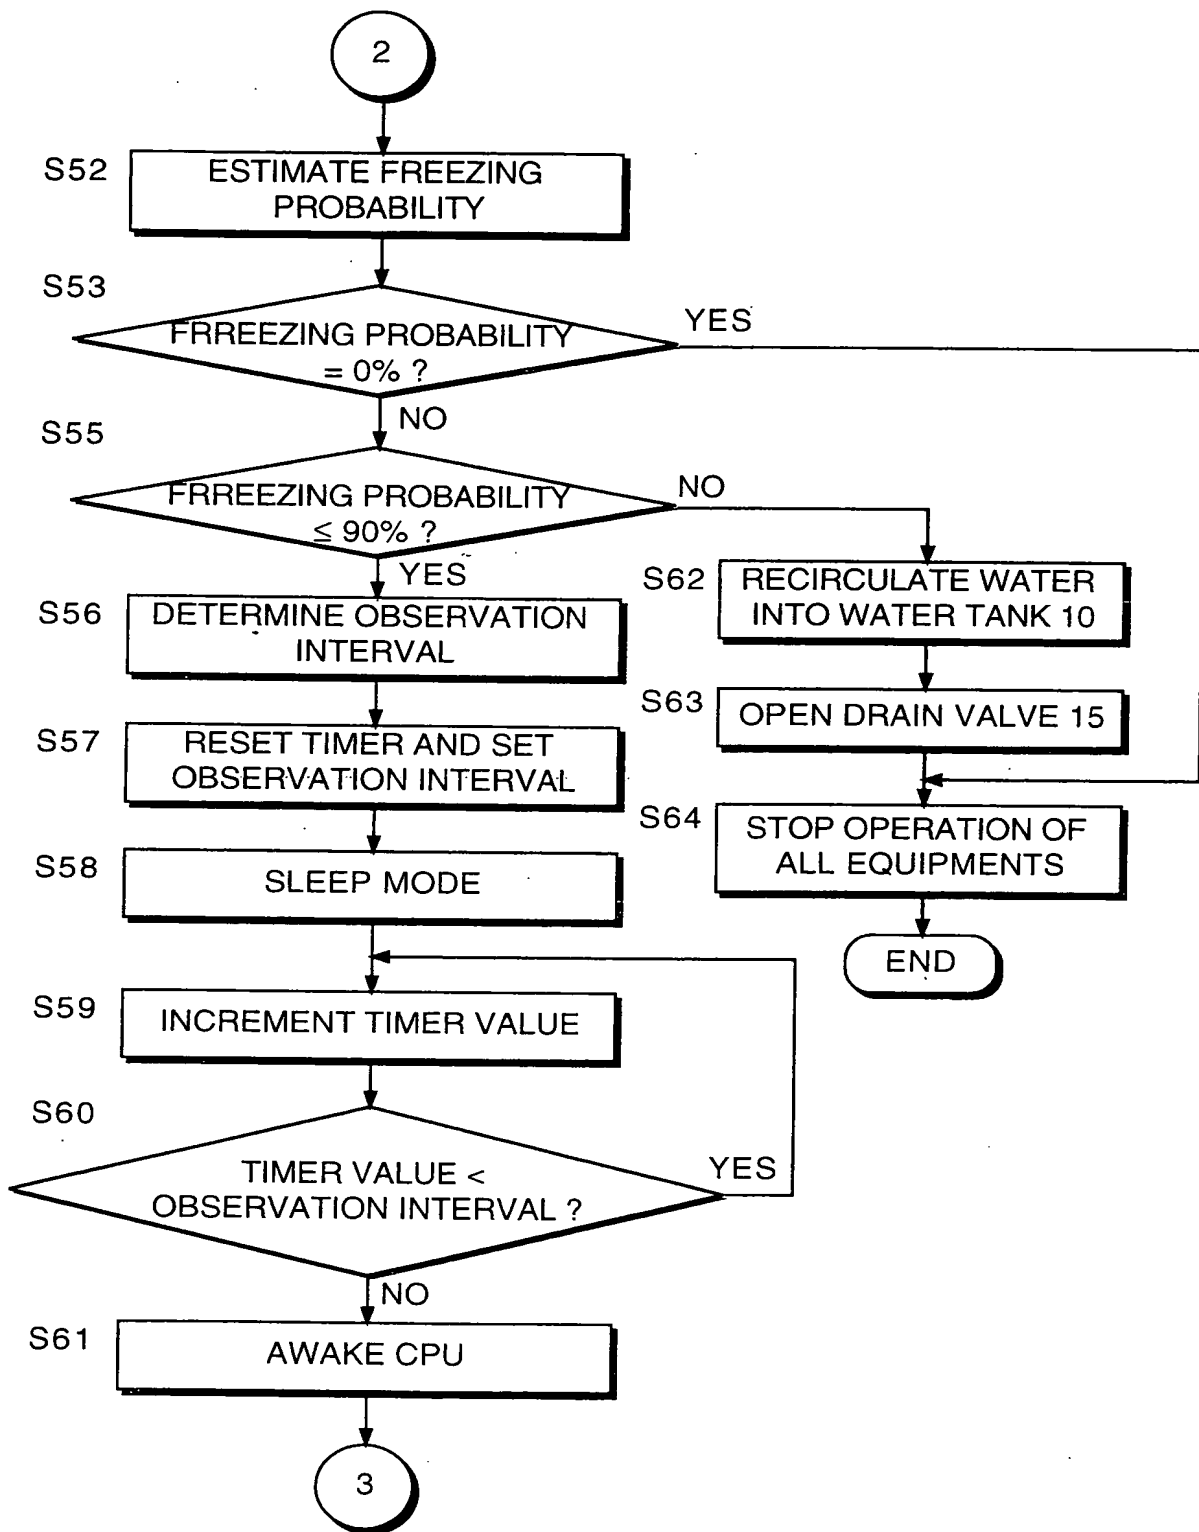 2
S52
ESTIMATE FREEZING
PROBABILITY
S53
FRREEZING PROBABILITY
= 0% ?
YES
NO
S55
FRREEZING PROBABILITY
≤ 90% ?
NO
YES
S56
DETERMINE OBSERVATION
INTERVAL
S57
RESET TIMER AND SET
OBSERVATION INTERVAL
S58
SLEEP MODE
S59
INCREMENT TIMER VALUE
S60
TIMER VALUE <
OBSERVATION INTERVAL ?
YES
NO
S61
AWAKE CPU
3
S62
RECIRCULATE WATER
INTO WATER TANK 10
S63
OPEN DRAIN VALVE 15
S64
STOP OPERATION OF
ALL EQUIPMENTS
END